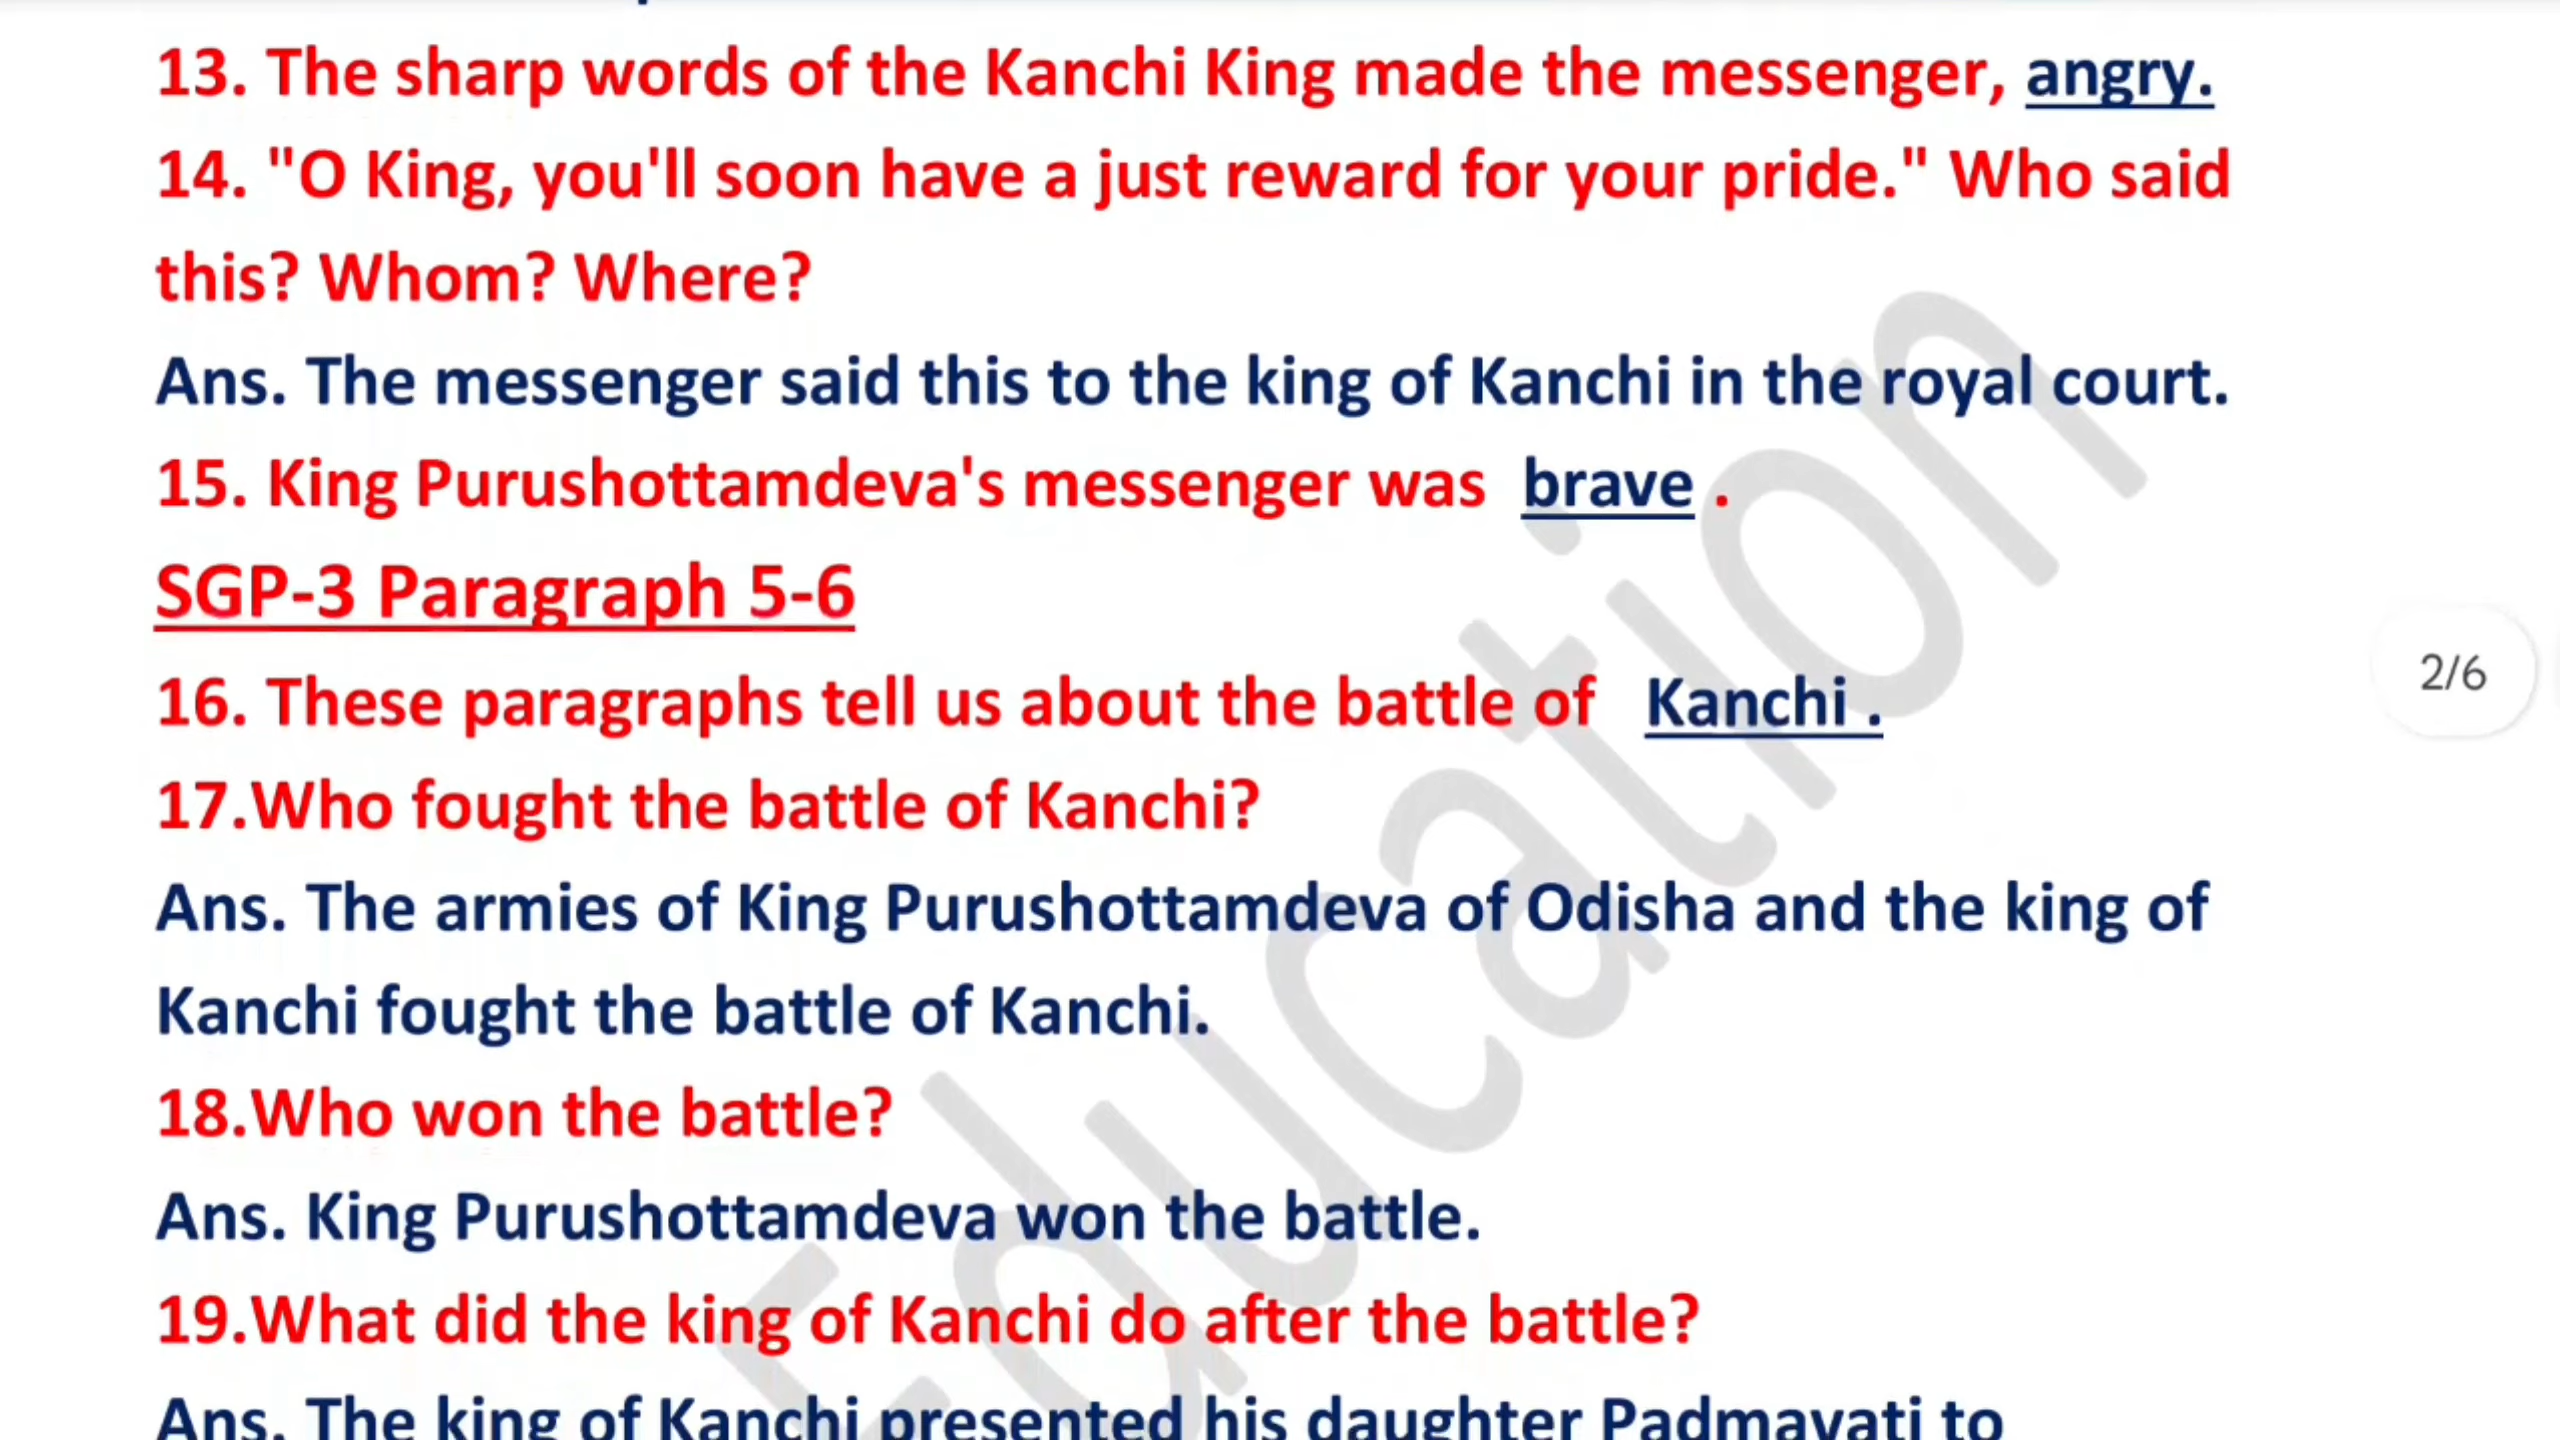 13. The sharp words of the Kanchi King made the messenger, angry.
14. "O King, you'll soon have a just reward for your pride." Who said
this? Whom? Where?
Ans. The messenger said this to the king of Kanchi in the royal court.
15. King Purushottamdeva's messenger was brave .
SGP-3 Paragraph 5-6
16. These paragraphs tell us about the battle of Kanchi .
2/6
17.Who fought the battle of Kanchi?
Ans. The armies of King Purushottamdeva of Odisha and the king of
Kanchi fought the battle of Kanchi.
18.Who won the battle?
Ans. King Purushottamdeva won the battle.
19.What did the king of Kanchi do after the battle?
Ans. The king of Kanchi presented his daughter Padmavati to
Education